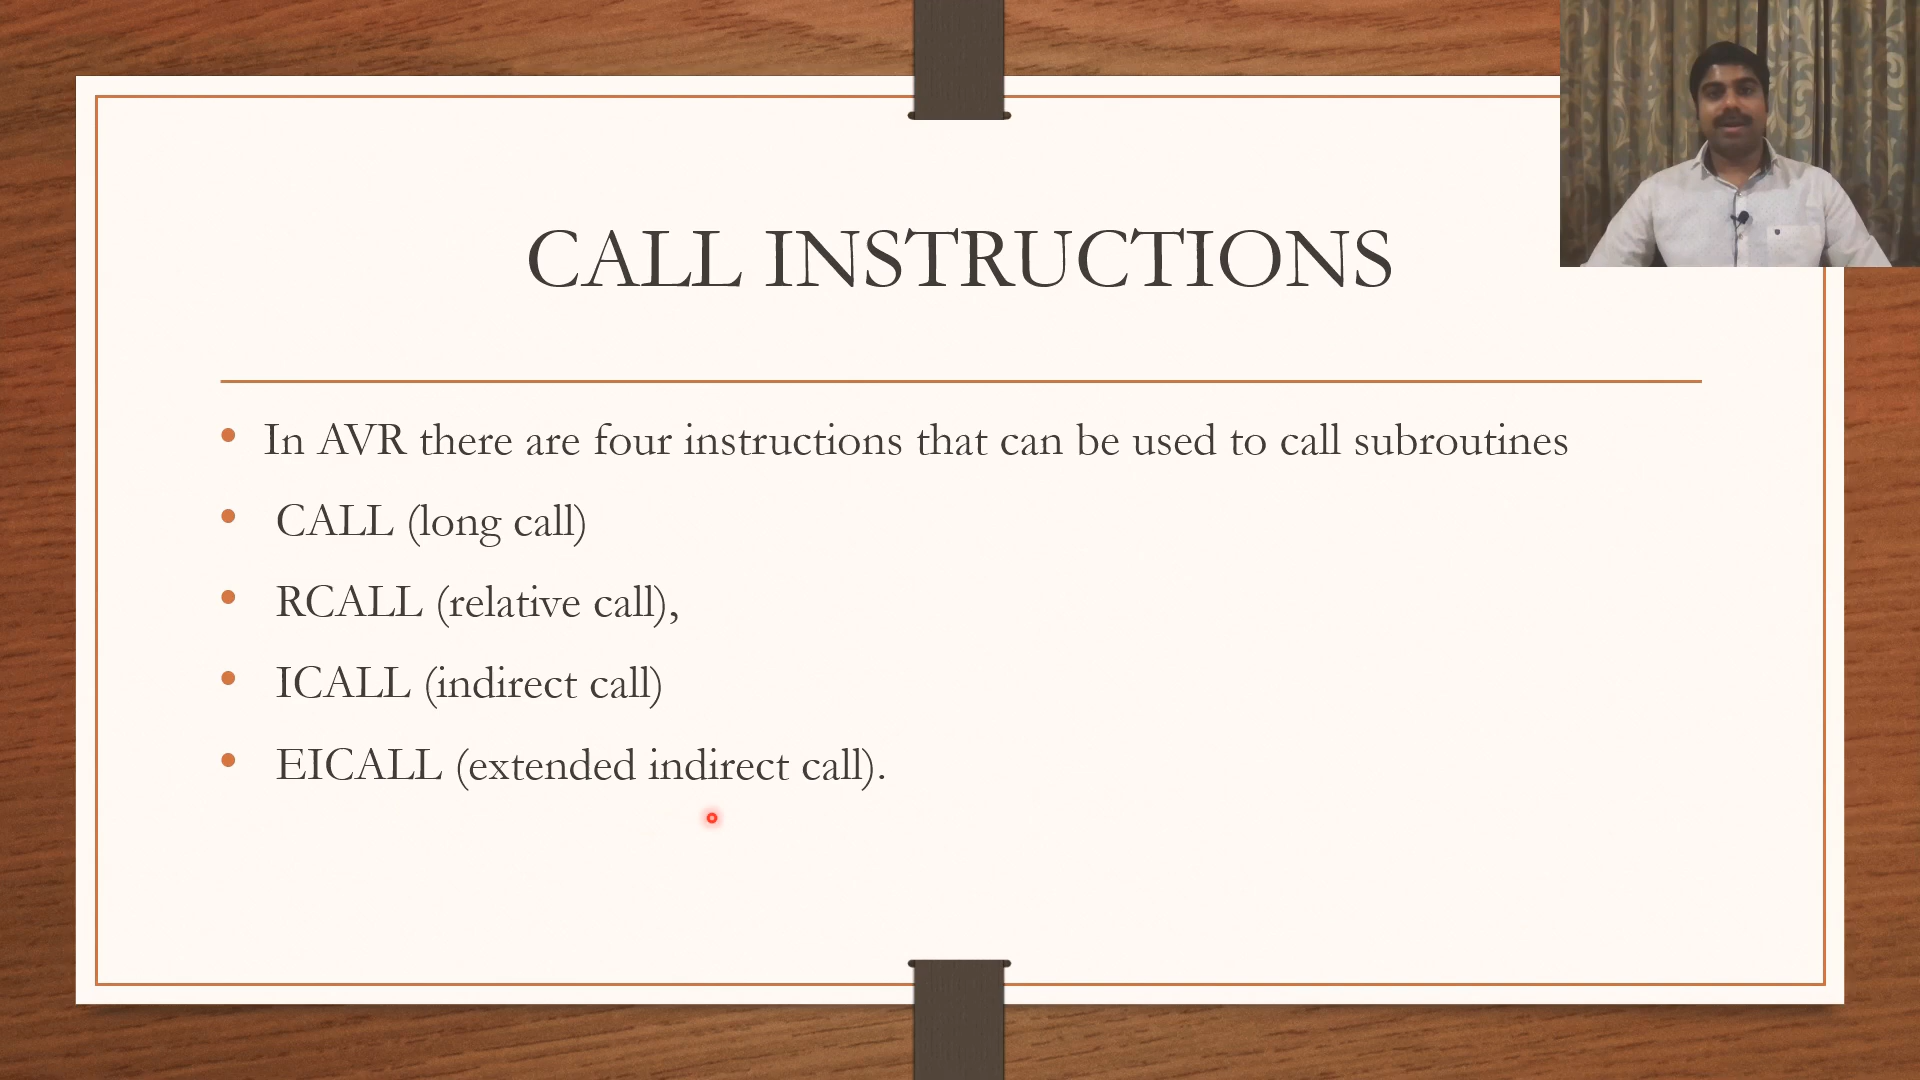 CALL INSTRUCTIONS
• In AVR there are four instructions that can be used to call subroutines
• CALL (long call)
• RCALL (relative call),
• ICALL (indirect call)
• EICALL (extended indirect call).